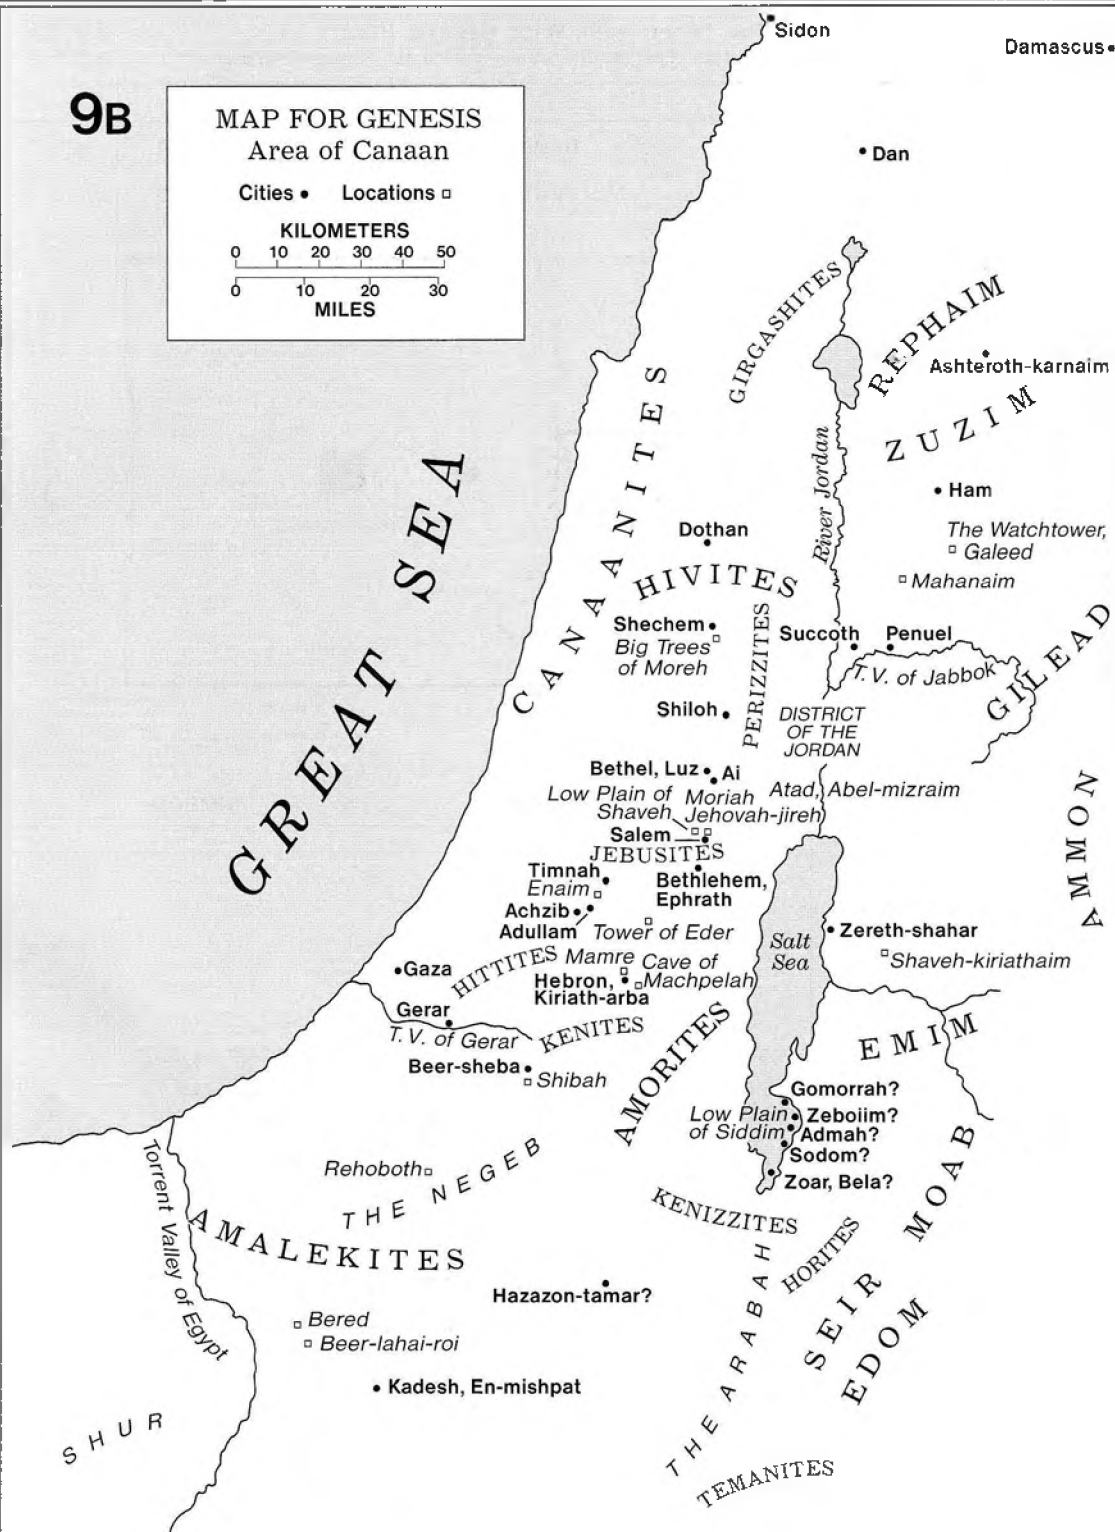 Sidon
Damascus
9B
MAP FOR GENESIS
Area of Canaan
Cities Locations
KILOMETERS
0 10 20 30 40 50
0 10 20 30
MILES
Dan
GIRGASHITES
REPHAIM
Ashteroth-karnaim
ZUZIM
CANAANITES
GREAT SEA
River Jordan
Ham
The Watchtower,
Galeed
Mahanaim
Dothan
HIVITES
Shechem
Big Trees
of Moreh
PERIZZITES
Succoth
Penuel
T.V. of Jabbok
GILEAD
Shiloh
DISTRICT
OF THE
JORDAN
Bethel, Luz
Ai
Low Plain of
Shaveh
Moriah
Jehovah-jireh
Atad, Abel-mizraim
Salem
JEBUSITES
AMMON
Timnah
Enaim
Bethlehem,
Ephrath
Achzib
Adullam
Tower of Eder
Salt
Sea
Zereth-shahar
Shaveh-kiriathaim
Gaza
HITTITES
Mamre
Cave of
Machpelah
Hebron,
Kiriath-arba
Gerar
T.V. of Gerar
KENITES
AMORITES
EMIM
Beer-sheba
Shibah
Gomorrah?
Low Plain
of Siddim
Zeboiim?
Admah?
Sodom?
Zoar, Bela?
Torrent Valley of Egypt
Rehoboth
THE NEGEB
MOAB
KENIZZITES
AMALEKITES
HORITES
Hazazon-tamar?
THE ARABAH
SEIR
EDOM
Bered
Beer-lahai-roi
Kadesh, En-mishpat
SHUR
TEMANITES